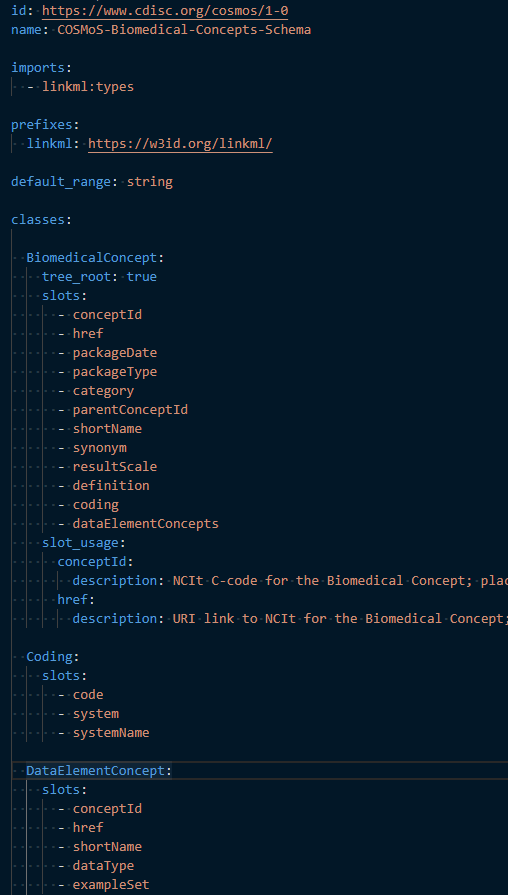 id: https://www.cdisc.org/cosmos/1-0
name: COSMoS-Biomedical-Concepts-Schema

imports:
  - linkml:types

prefixes:
  linkml: https://w3id.org/linkml/

default_range: string

classes:

  BiomedicalConcept:
    tree_root: true
    slots:
      - conceptId
      - href
      - packageDate
      - packageType
      - category
      - parentConceptId
      - shortName
      - synonym
      - resultScale
      - definition
      - coding
      - dataElementConcepts
    slot_usage:
      conceptId:
        description: NCIt C-code for the Biomedical Concept;
      href:
        description: URI link to NCIt for the Biomedical Concept;

  Coding:
    slots:
      - code
      - system
      - systemName

  DataElementConcept:
    slots:
      - conceptId
      - href
      - shortName
      - dataType
      - exampleSet